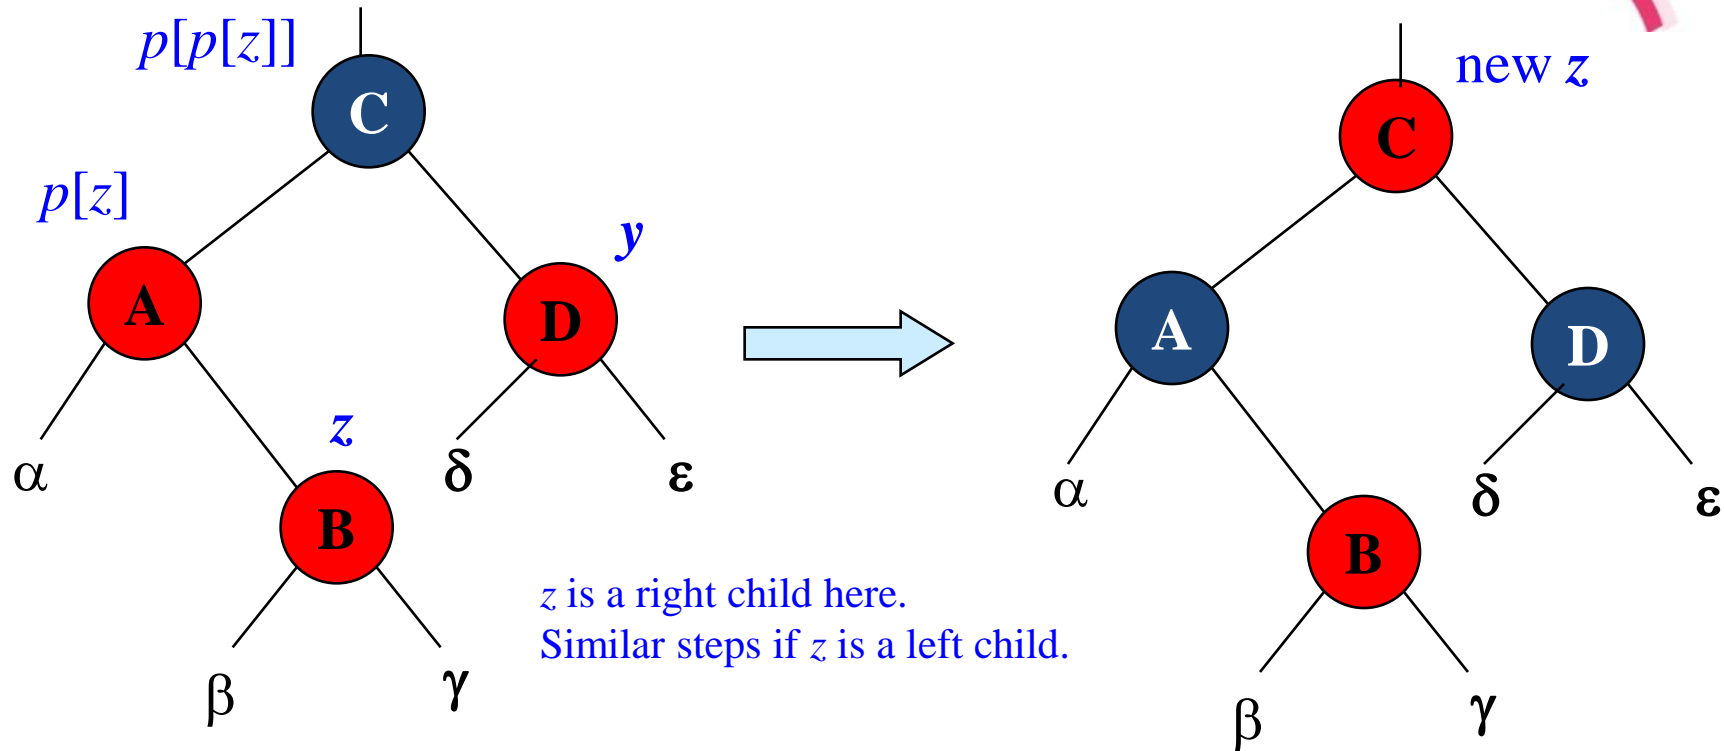 p[p[z]]
C
p[z]
A
y
D
z
α
δ
ε
B
β
γ
z is a right child here.
Similar steps if z is a left child.
new z
C
A
D
α
δ
ε
B
β
γ